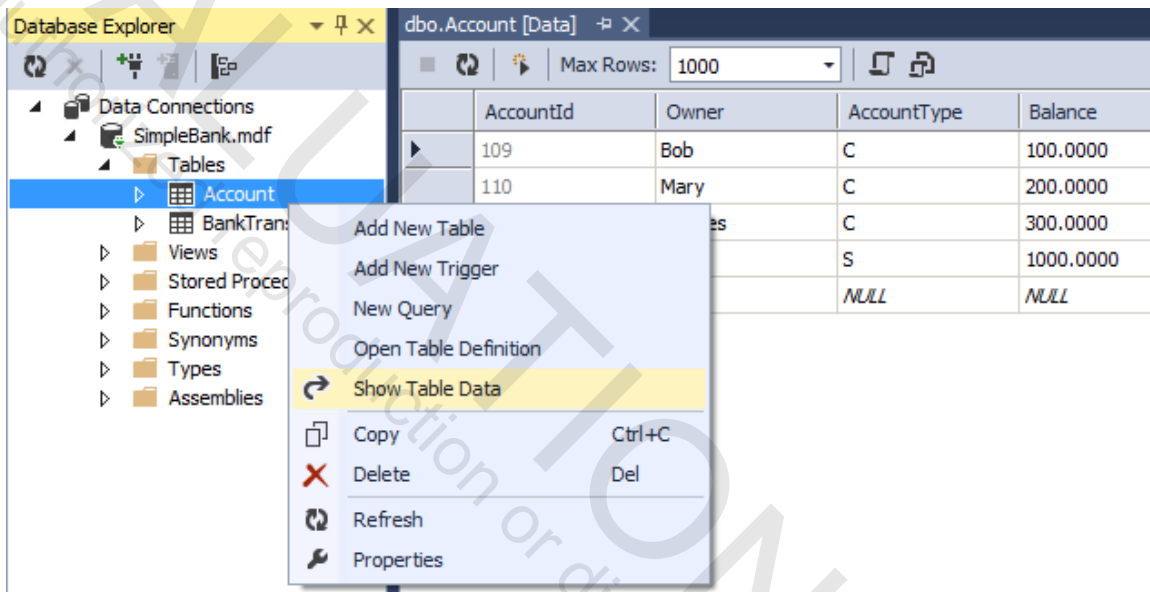 Database Explorer
dbo.Account [Data]
Max Rows: 1000
Data Connections
SimpleBank.mdf
Tables
Account
BankTrans
Views
Stored Proced
Functions
Synonyms
Types
Assemblies
AccountId Owner AccountType Balance
109 Bob C 100.0000
110 Mary C 200.0000
es C 300.0000
S 1000.0000
NULL NULL
Add New Table
Add New Trigger
New Query
Open Table Definition
Show Table Data
Copy Ctrl+C
Delete Del
Refresh
Properties